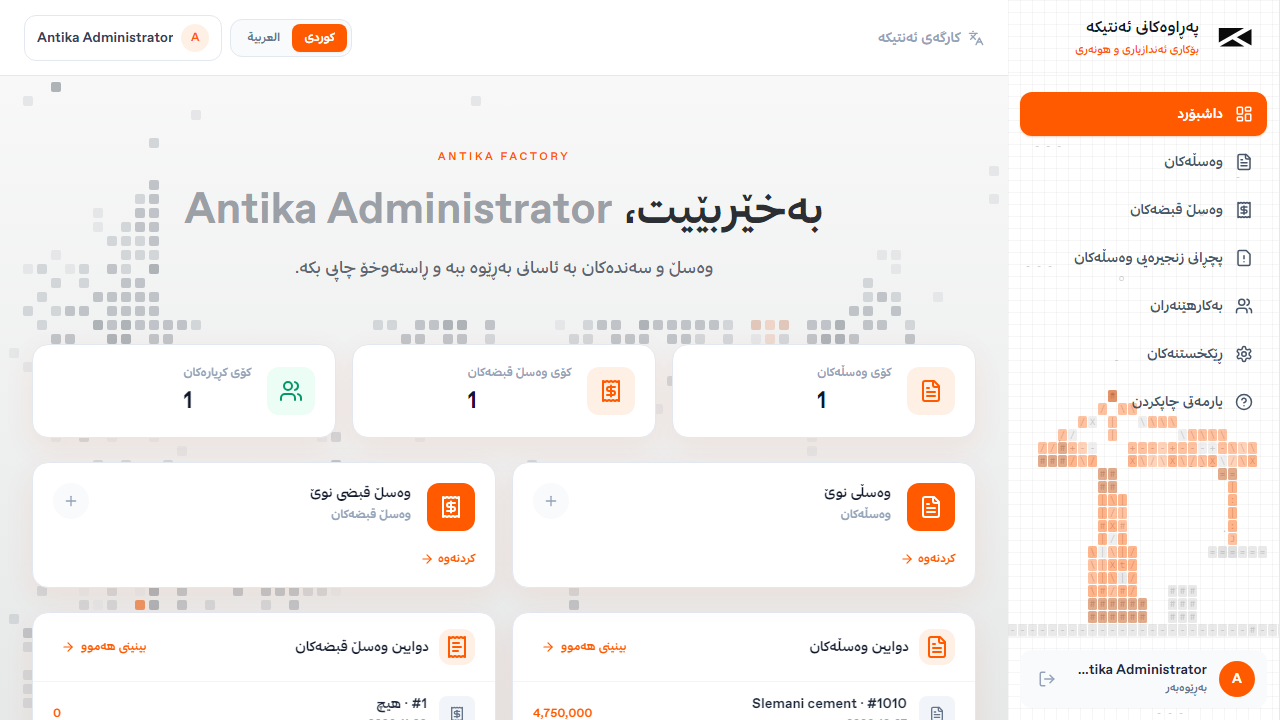 پەڕاوەکانی ئەنتیکە
بۆکاری ئەندازیاری و هونەری
داشبۆرد
وەسڵەکان
وەسڵ قبضەکان
پچڕانی زنجیرەیی وەسڵەکان
بەکارهێنەران
ڕێکخستنەکان
یارمەتی چاپکردن
Antika Administrator...
بەڕێوەبەر
A
کارگەی ئەنتیکە
کوردی
العربية
A
Antika Administrator
ANTIKA FACTORY
بەخێربێیت، Antika Administrator
وەسڵ و سەندەکان بە ئاسانی بەڕێوە ببە و ڕاستەوخۆ چاپی بکە.
کۆی وەسڵەکان
1
کۆی وەسڵ قبضەکان
1
کۆی کڕیارەکان
1
وەسڵی نوێ
وەسڵەکان
کردنەوە
وەسڵ قبضی نوێ
وەسڵ قبضەکان
کردنەوە
دوایین وەسڵەکان
بینینی هەموو
Slemani cement · #1010
4,750,000
دوایین وەسڵ قبضەکان
بینینی هەموو
#1 · هیچ
0